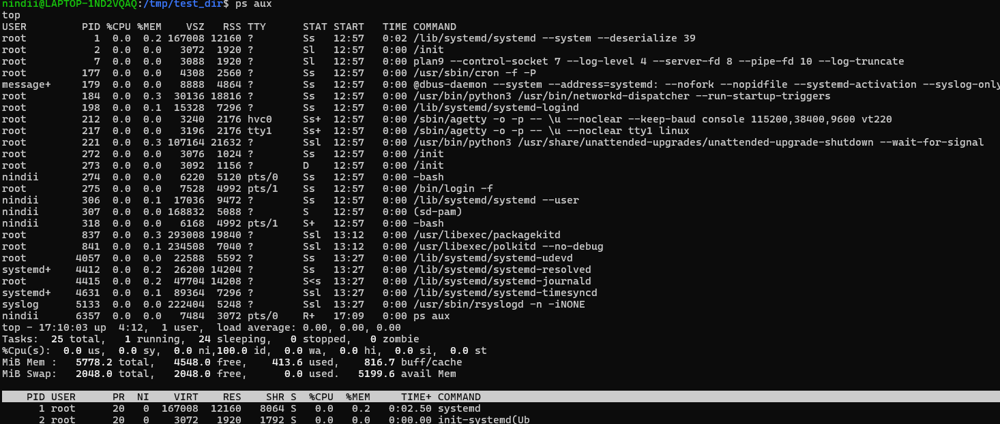 nindii@LAPTOP-1ND2VQAQ:/tmp/test_dir$ ps aux
top
USER         PID %CPU %MEM    VSZ   RSS TTY      STAT START   TIME COMMAND
root           1  0.0  0.2 167008 12160 ?        Ss   12:57   0:02 /lib/systemd/systemd --system --deserialize 39
root           2  0.0  0.0   3072  1920 ?        Sl   12:57   0:00 /init
root           7  0.0  0.0   3088  1920 ?        Sl   12:57   0:00 plan9 --control-socket 7 --log-level 4 --server-fd 8 --pipe-fd 10 --log-truncate
root         177  0.0  0.0   4308  2560 ?        Ss   12:57   0:00 /usr/sbin/cron -f -P
message+     179  0.0  0.0   8888  4864 ?        Ss   12:57   0:00 @dbus-daemon --system --address=systemd: --nofork --nopidfile --systemd-activation --syslog-only
root         184  0.0  0.3  30136 18816 ?        Ss   12:57   0:00 /usr/bin/python3 /usr/bin/networkd-dispatcher --run-startup-triggers
root         198  0.0  0.1  15328  7296 ?        Ss   12:57   0:00 /lib/systemd/systemd-logind
root         212  0.0  0.0   3240  2176 hvc0     Ss+  12:57   0:00 /sbin/agetty -o -p -- \u --noclear --keep-baud console 115200,38400,9600 vt220
root         217  0.0  0.0   3196  2176 tty1     Ss+  12:57   0:00 /sbin/agetty -o -p -- \u --noclear tty1 linux
root         221  0.0  0.3 107164 21632 ?        Ssl  12:57   0:00 /usr/bin/python3 /usr/share/unattended-upgrades/unattended-upgrade-shutdown --wait-for-signal
root         272  0.0  0.0   3076  1024 ?        Ss   12:57   0:00 /init
root         273  0.0  0.0   3092  1156 ?        D    12:57   0:00 /init
nindii       274  0.0  0.0   6220  5120 pts/0    Ss   12:57   0:00 -bash
root         275  0.0  0.0   7528  4992 pts/1    Ss   12:57   0:00 /bin/login -f
nindii       306  0.0  0.1  17036  9472 ?        Ss   12:57   0:00 /lib/systemd/systemd --user
nindii       307  0.0  0.0 168832  5088 ?        S    12:57   0:00 (sd-pam)
nindii       318  0.0  0.0   6168  4992 pts/1    S+   12:57   0:00 -bash
root         837  0.0  0.3 293008 19840 ?        Ssl  13:12   0:00 /usr/libexec/packagekitd
root         841  0.0  0.1 234508  7040 ?        Ssl  13:12   0:00 /usr/libexec/polkitd --no-debug
root        4057  0.0  0.0  22588  5592 ?        Ss   13:27   0:00 /lib/systemd/systemd-udevd
systemd+    4412  0.0  0.2  26200 14204 ?        Ss   13:27   0:00 /lib/systemd/systemd-resolved
root        4415  0.0  0.2  47704 14208 ?        S<s  13:27   0:00 /lib/systemd/systemd-journald
systemd+    4631  0.0  0.1  89364  7296 ?        Ssl  13:27   0:00 /lib/systemd/systemd-timesyncd
syslog      5133  0.0  0.0 222404  5248 ?        Ssl  13:27   0:00 /usr/sbin/rsyslogd -n -iNONE
nindii      6357  0.0  0.0   7484  3072 pts/0    R+   17:09   0:00 ps aux
top - 17:10:03 up  4:12,  1 user,  load average: 0.00, 0.00, 0.00
Tasks:  25 total,   1 running,  24 sleeping,   0 stopped,   0 zombie
%Cpu(s):  0.0 us,  0.0 sy,  0.0 ni,100.0 id,  0.0 wa,  0.0 hi,  0.0 si,  0.0 st
MiB Mem :   5778.2 total,   4548.0 free,    413.6 used,    816.7 buff/cache
MiB Swap:   2048.0 total,   2048.0 free,      0.0 used.   5199.6 avail Mem
    PID USER      PR  NI    VIRT    RES    SHR S  %CPU  %MEM     TIME+ COMMAND
      1 root      20   0  167008  12160   8064 S   0.0   0.2   0:02.50 systemd
      2 root      20   0    3072   1920   1792 S   0.0   0.0   0:00.00 init-systemd(Ub